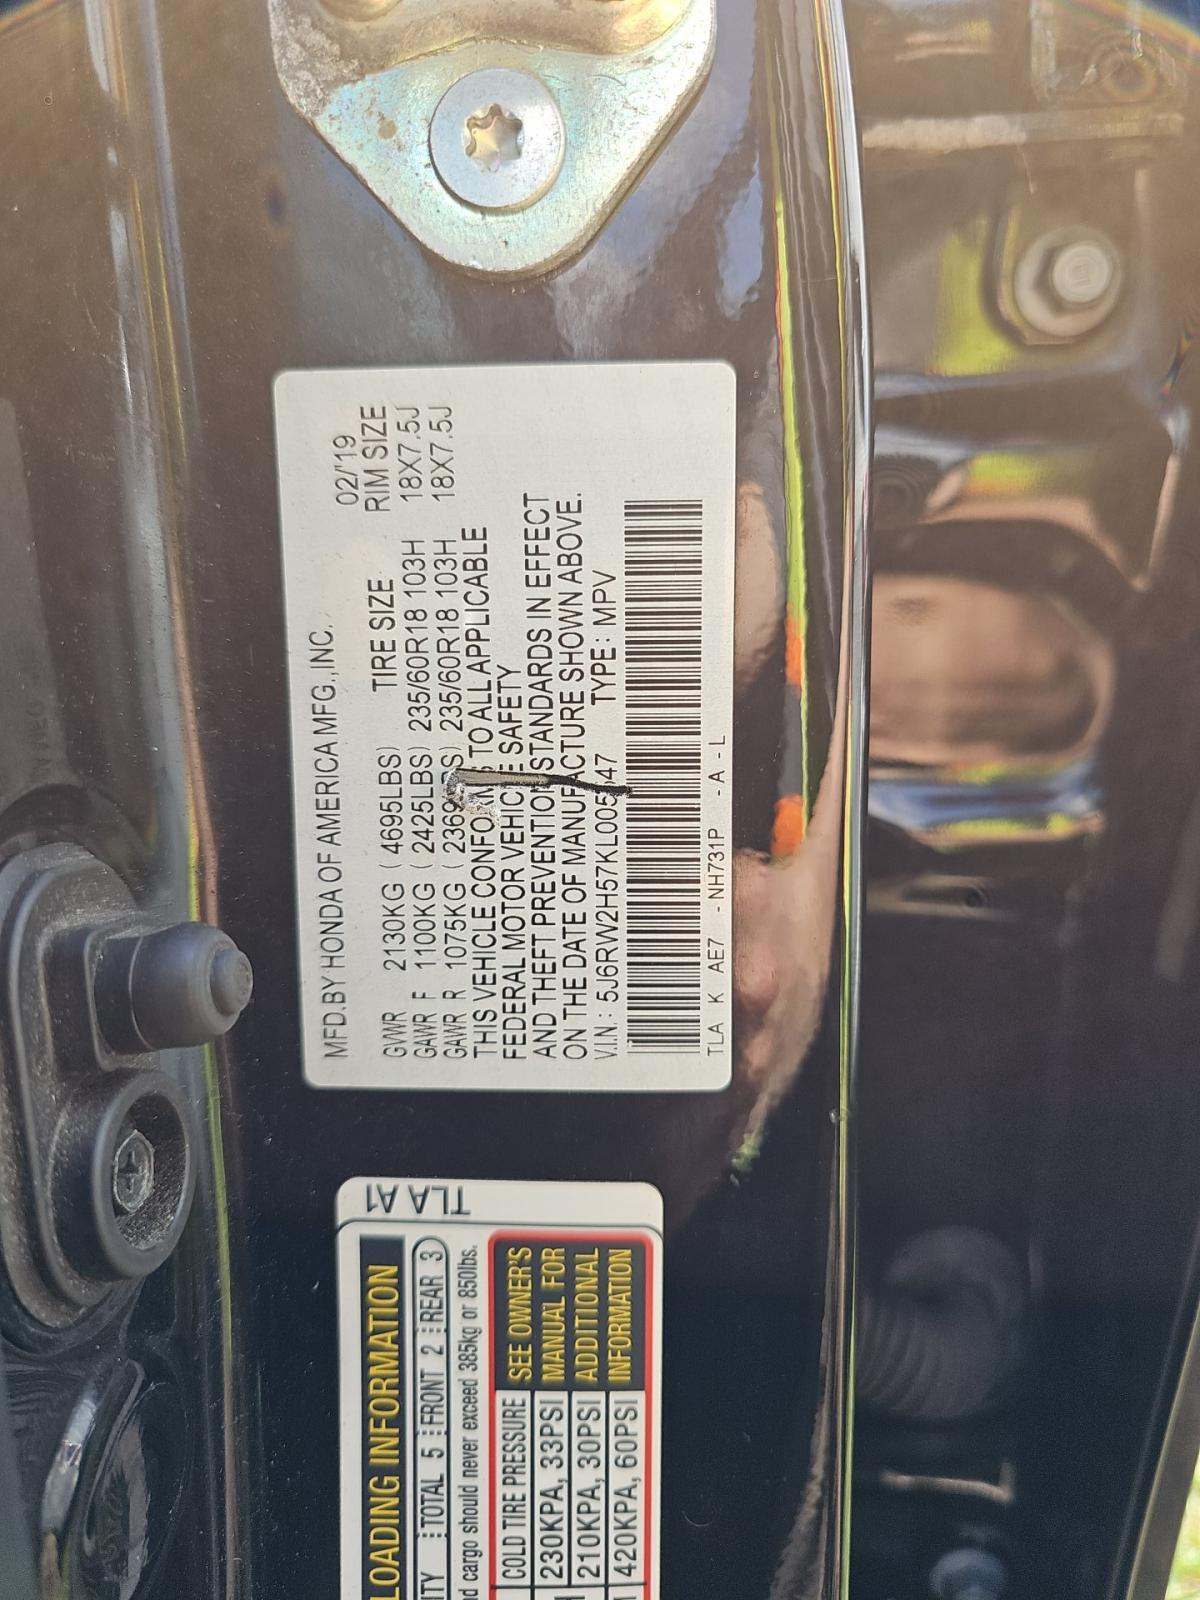 MFD. BY HONDA OF AMERICA MFG., INC. 02/'19
TIRE SIZE RIM SIZE
GVWR 2130KG ( 4695LBS)
GAWR F 1100KG ( 2425LBS) 235/60R18 103H 18X7.5J
GAWR R 1075KG ( 235/60R18 103H 18X7.5J
THIS VEHICLE TO ALL APPLICABLE
FEDERAL MOTOR VEHICLE SAFETY
AND THEFT PREVENTION STANDARDS IN EFFECT
ON THE DATE OF MANUFACTURE SHOWN ABOVE.
V.I.N.: TYPE: MPV
TLA K AE7 -NH731P -A-L
TLA A1
LOADING INFORMATION
TOTAL 5 FRONT 2 REAR 3
cargo should never exceed 385kg or 850lbs.
COLD TIRE PRESSURE SEE OWNER'S
230KPA, 33PSI MANUAL FOR
210KPA, 30PSI ADDITIONAL
420KPA, 60PSI INFORMATION